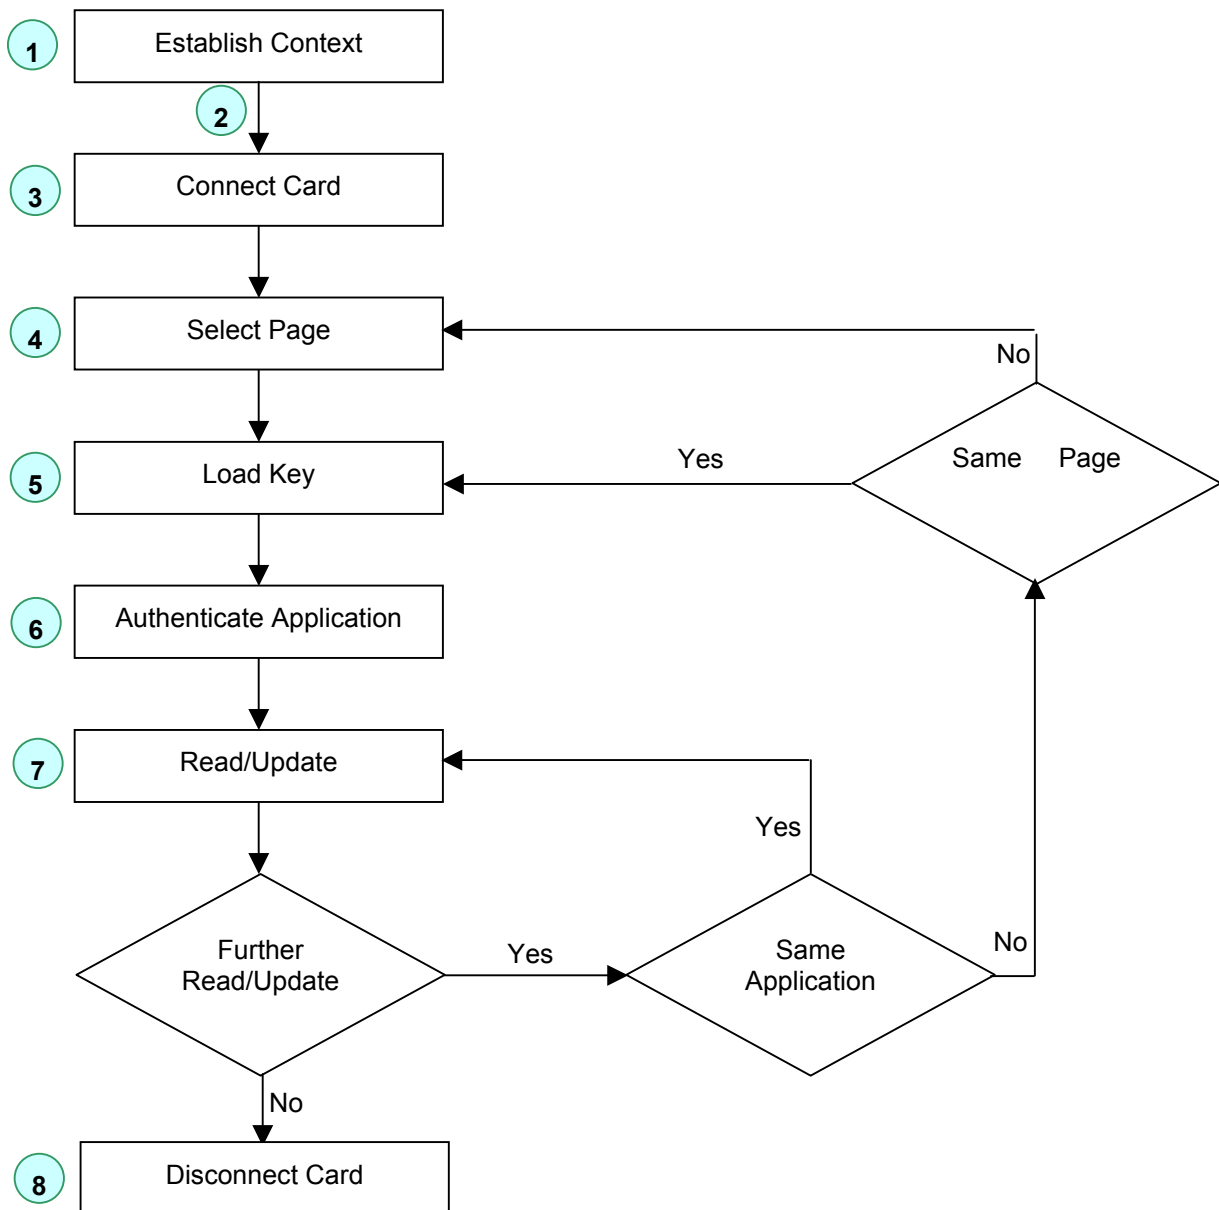 1
Establish Context
2
3
Connect Card
4
Select Page
No
5
Load Key
Yes
Same Page
6
Authenticate Application
7
Read/Update
Yes
Further
Read/Update
Yes
Same
Application
No
No
8
Disconnect Card